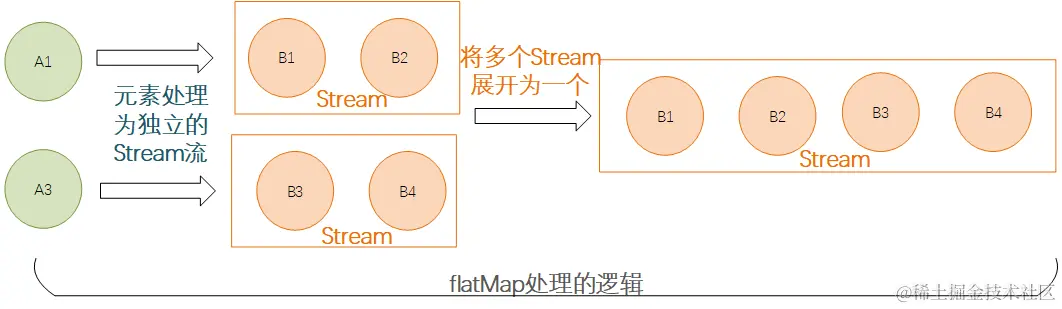 A1
B1
B2
Stream
元素处理
为独立的
Stream流
A3
B3
B4
Stream
将多个Stream
展开为一个
B1
B2
B3
B4
Stream
flatMap处理的逻辑
@稀土掘金技术社区